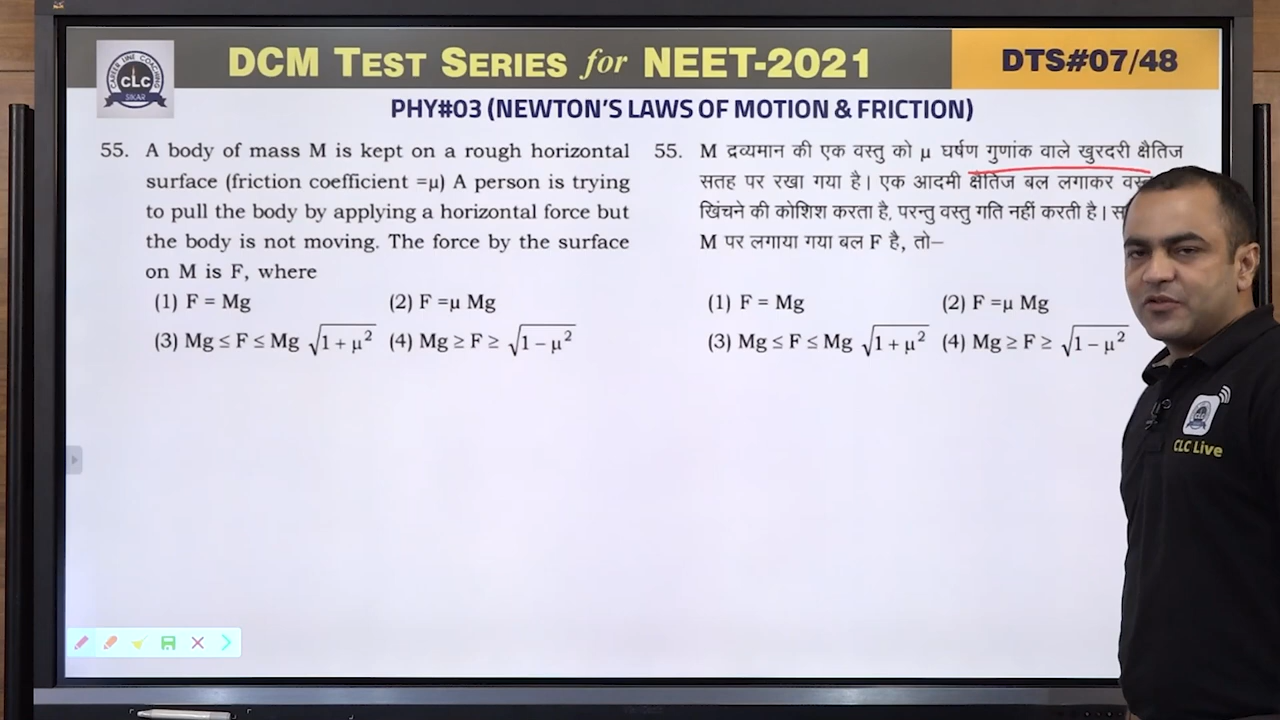 DCM TEST SERIES for NEET-2021
DTS#07/48
CAREER LINE COACHING
CLC
SIKAR
PHY#03 (NEWTON'S LAWS OF MOTION & FRICTION)
55. A body of mass M is kept on a rough horizontal
surface (friction coefficient =μ) A person is trying
to pull the body by applying a horizontal force but
the body is not moving. The force by the surface
on M is F, where
(1) F = Mg (2) F =μ Mg
(3) Mg ≤ F ≤ Mg √1 + μ² (4) Mg ≥ F ≥ √1 − μ²
55. M द्रव्यमान की एक वस्तु को μ घर्षण गुणांक वाले खुरदरी क्षैतिज
सतह पर रखा गया है। एक आदमी क्षैतिज बल लगाकर
खिंचने की कोशिश करता है, परन्तु वस्तु गति नहीं करती है।
M पर लगाया गया बल F है, तो–
(1) F = Mg (2) F =μ Mg
(3) Mg ≤ F ≤ Mg √1 + μ² (4) Mg ≥ F ≥ √1 − μ²
CLC Live